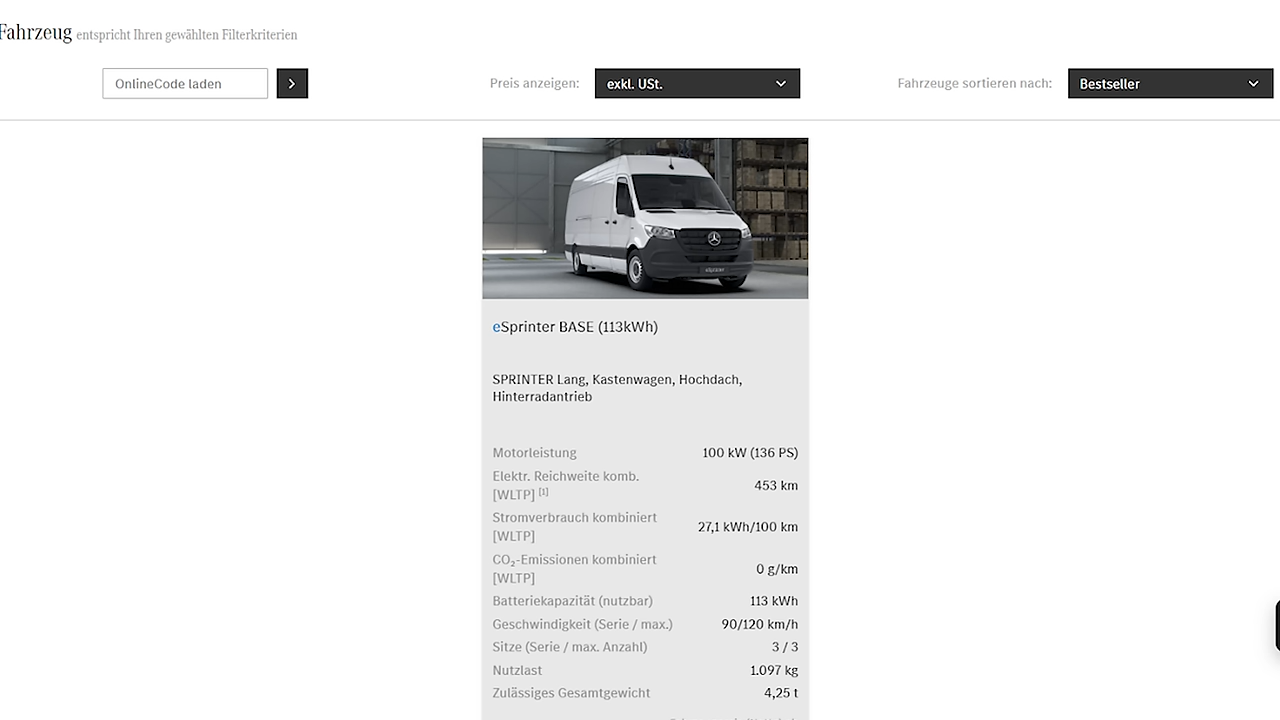 Fahrzeug entspricht Ihren gewählten Filterkriterien
OnlineCode laden
Preis anzeigen: exkl. USt.
Fahrzeuge sortieren nach: Bestseller
eSprinter BASE (113kWh)
SPRINTER Lang, Kastenwagen, Hochdach,
Hinterradantrieb
Motorleistung 100 kW (136 PS)
Elektr. Reichweite komb.
[WLTP] [1] 453 km
Stromverbrauch kombiniert
[WLTP] 27,1 kWh/100 km
CO₂-Emissionen kombiniert
[WLTP] 0 g/km
Batteriekapazität (nutzbar) 113 kWh
Geschwindigkeit (Serie / max.) 90/120 km/h
Sitze (Serie / max. Anzahl) 3 / 3
Nutzlast 1.097 kg
Zulässiges Gesamtgewicht 4,25 t